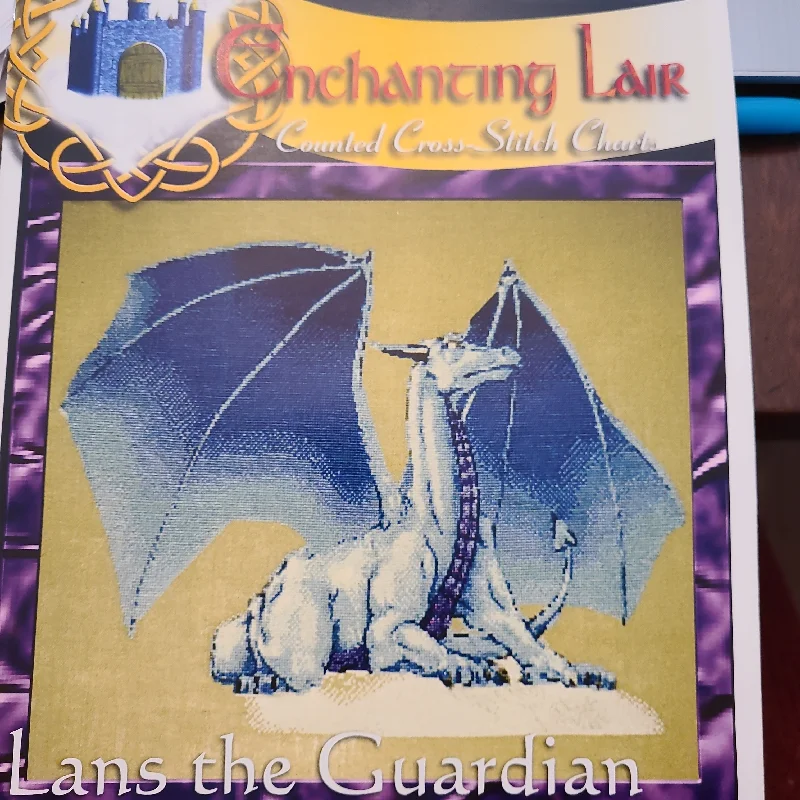 Enchanting Lair
Counted Cross-Stitch Charts
Lans the Guardian